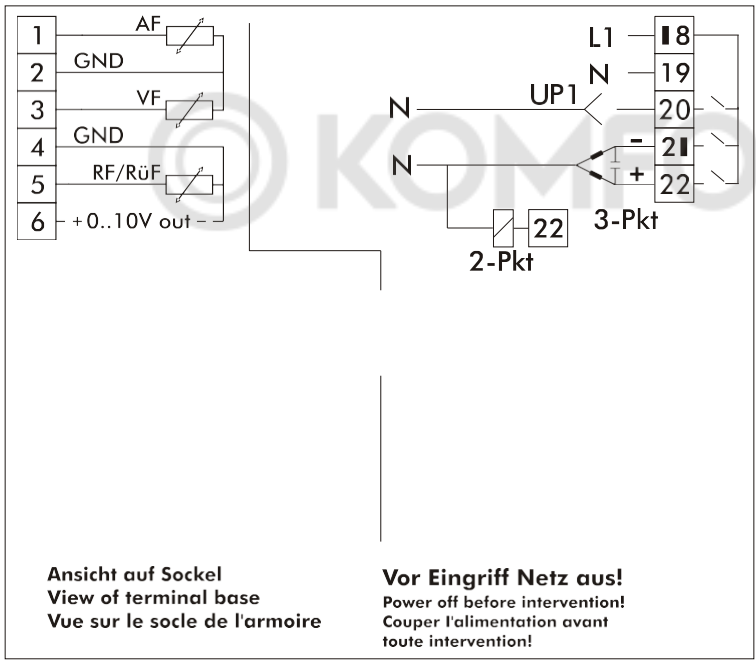 1 AF
2 GND
3 VF
4 GND
5 RF/RüF
6 +0..10V out
L1 18
N 19
N UP1 20
- 21
N + 22
3-Pkt
22
2-Pkt
© KOMFO
Ansicht auf Sockel
View of terminal base
Vue sur le socle de l'armoire
Vor Eingriff Netz aus!
Power off before intervention!
Couper l'alimentation avant
toute intervention!